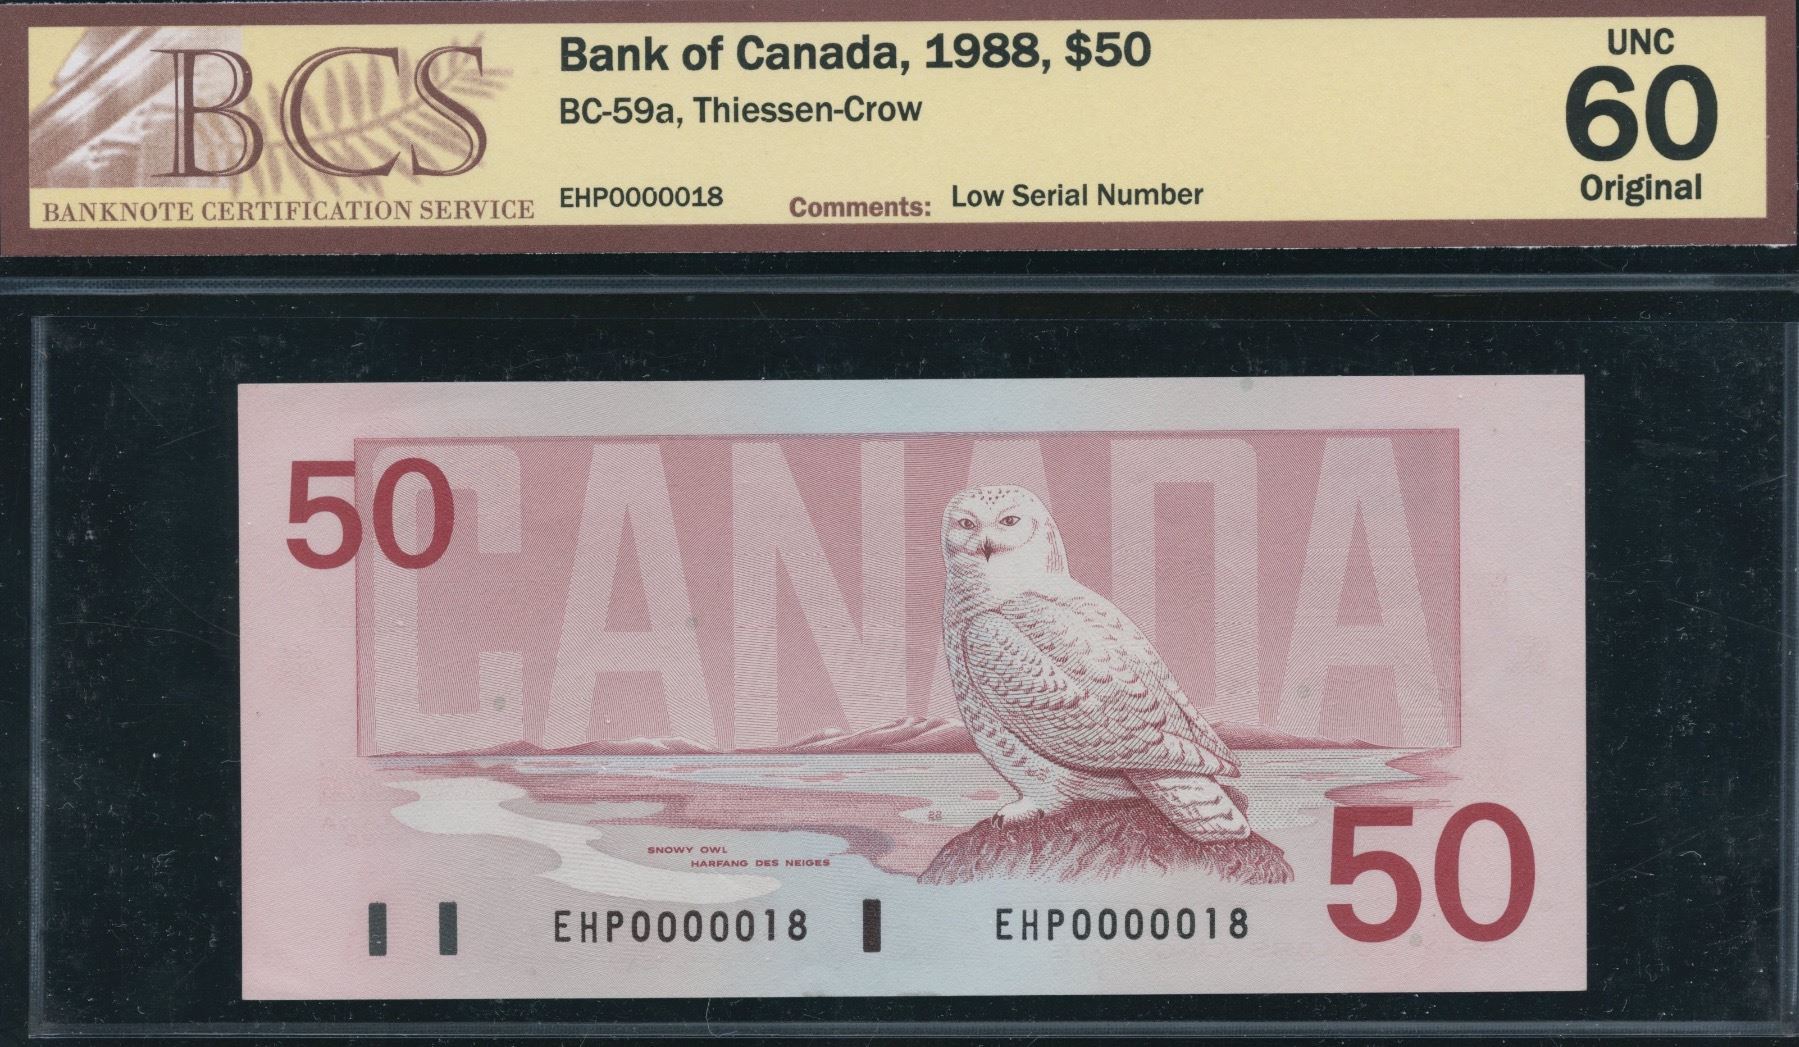 BCS
BANKNOTE CERTIFICATION SERVICE
Bank of Canada, 1988, $50
BC-59a, Thiessen-Crow
EHP0000018
Comments: Low Serial Number
UNC
60
Original
50
CANADA
SNOWY OWL
HARFANG DES NEIGES
50
EHP0000018
EHP0000018